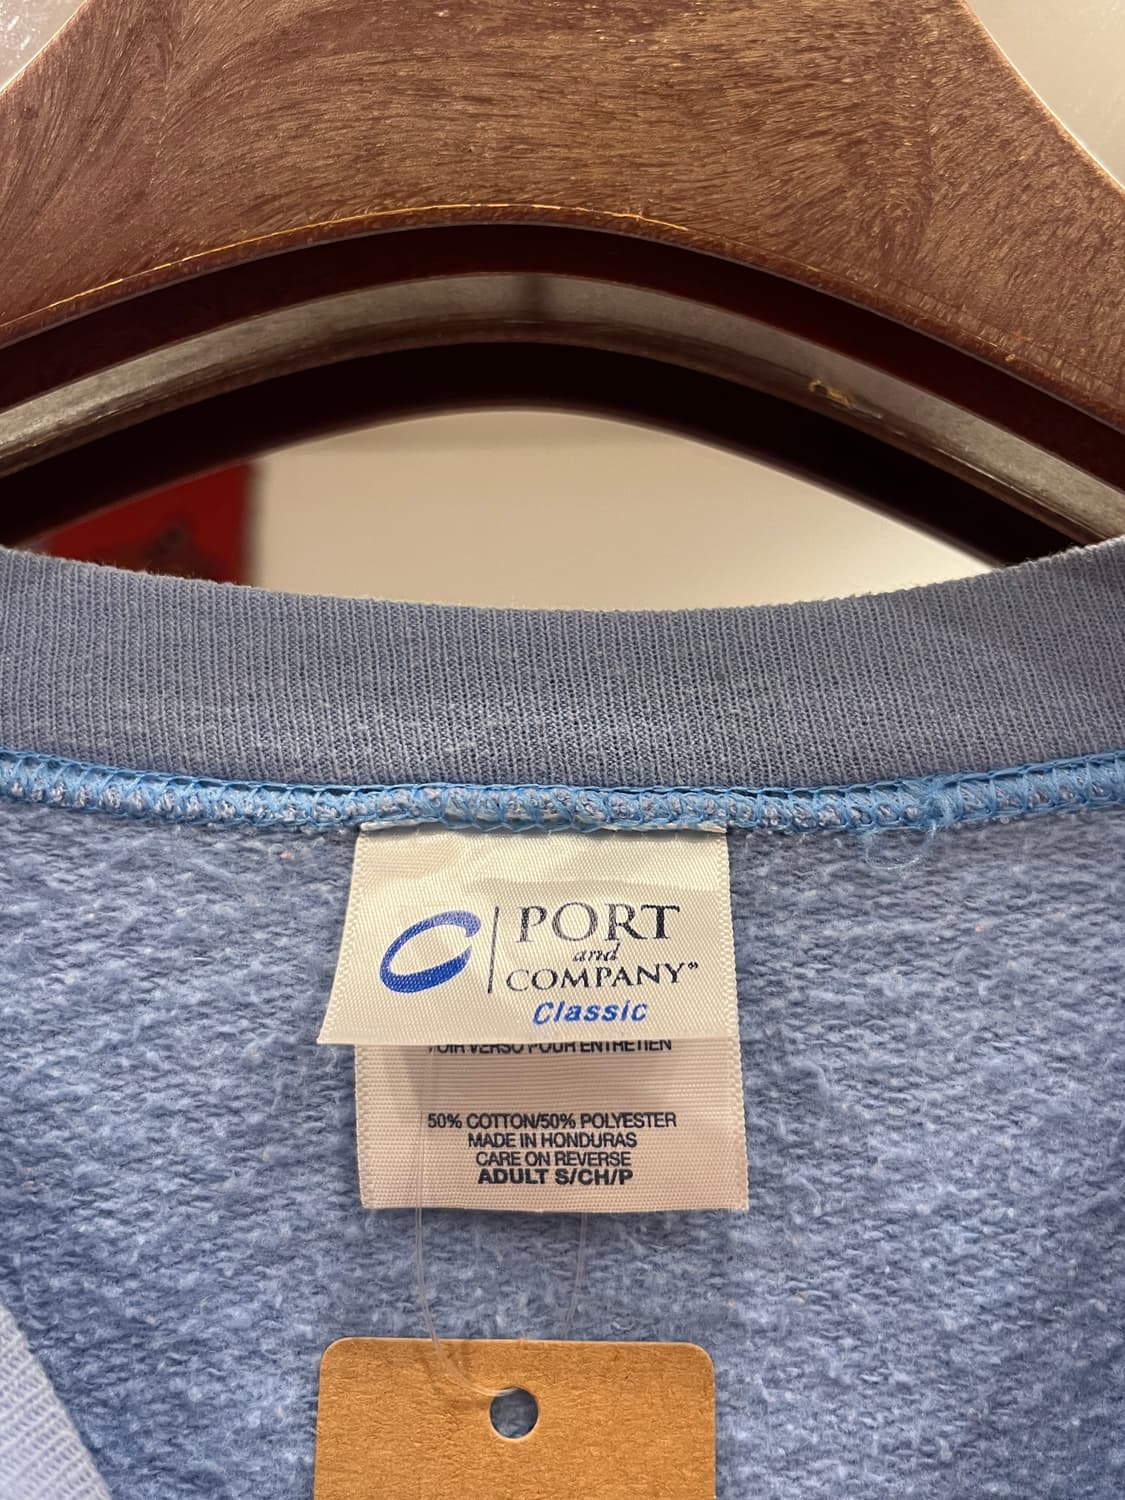 PORT
and
COMPANY®
Classic
VOIR VERSO POUR ENTRETIEN
50% COTTON/50% POLYESTER
MADE IN HONDURAS
CARE ON REVERSE
ADULT S/CH/P